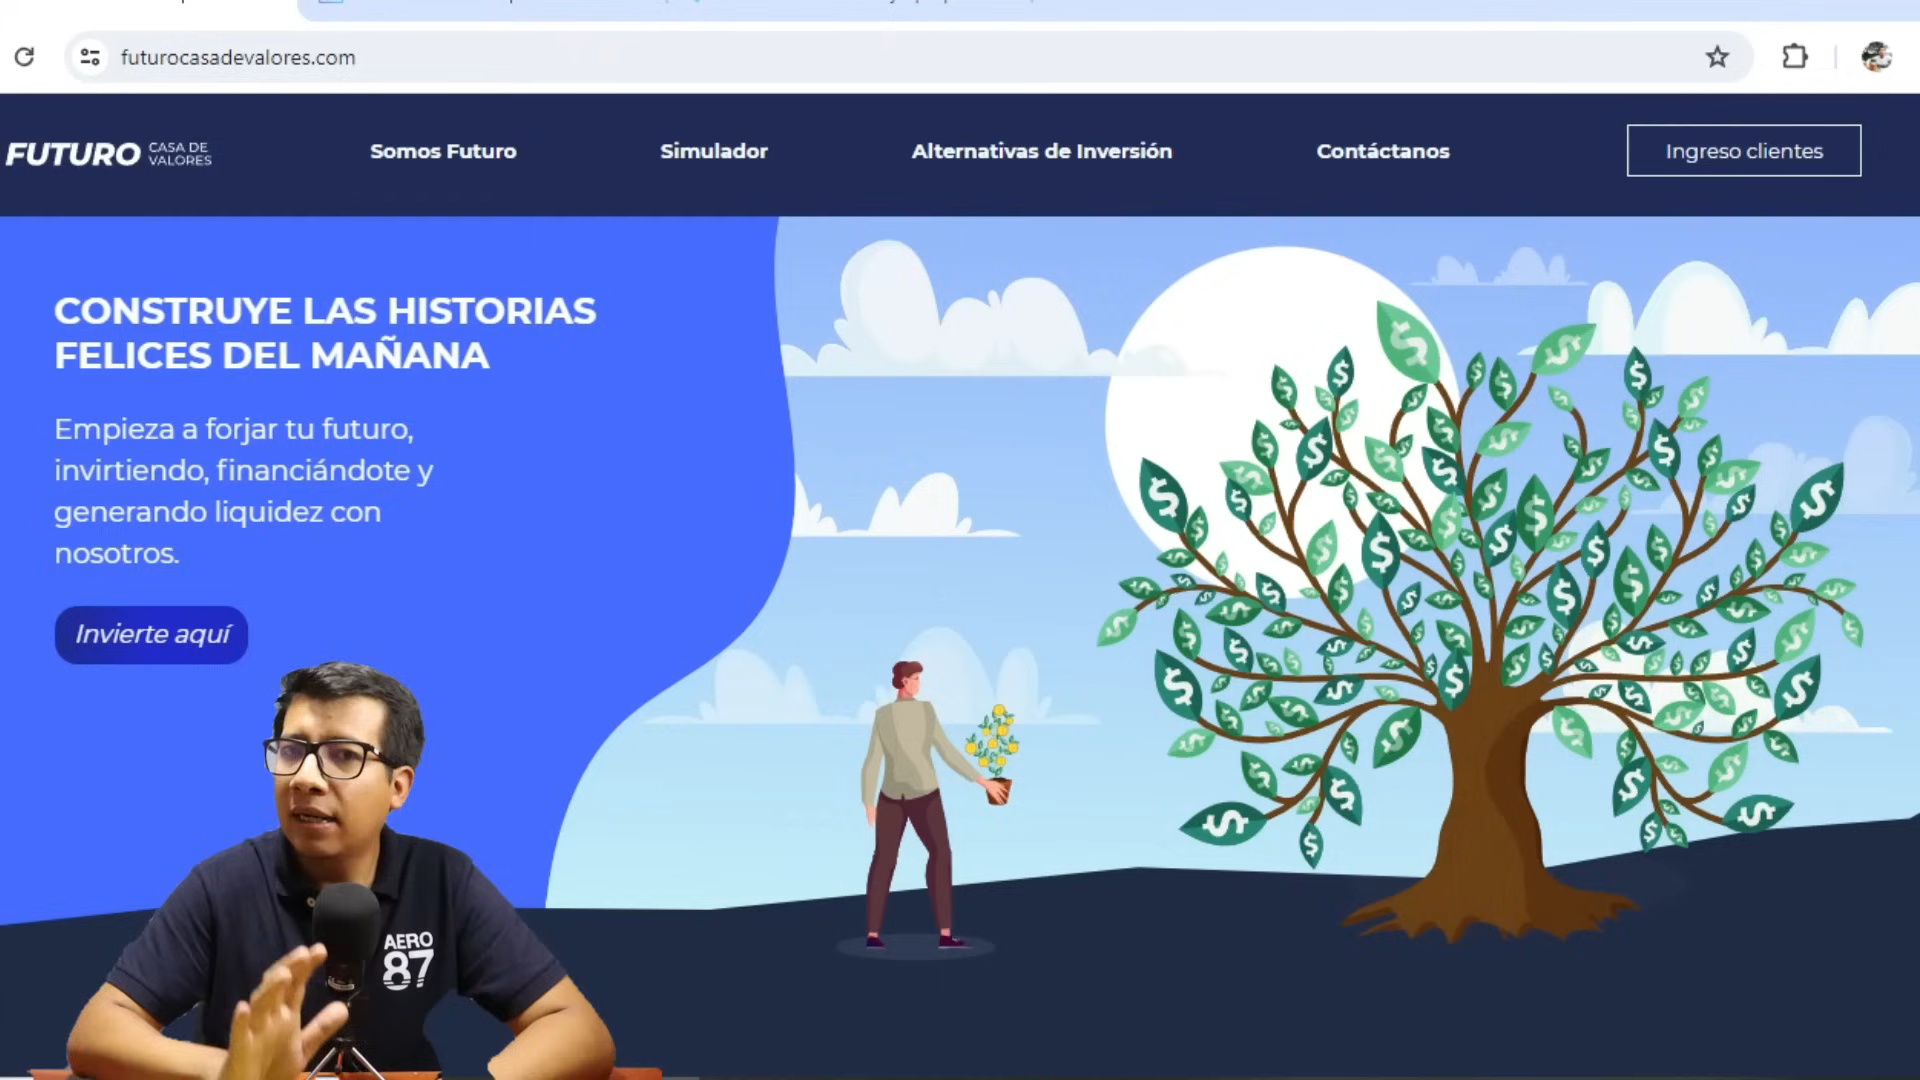 futurocasadevalores.com
FUTURO CASA DE
VALORES
Somos Futuro
Simulador
Alternativas de Inversión
Contáctanos
Ingreso clientes
CONSTRUYE LAS HISTORIAS
FELICES DEL MAÑANA
Empieza a forjar tu futuro,
invirtiendo, financiándote y
generando liquidez con
nosotros.
Invierte aquí
AERO
87